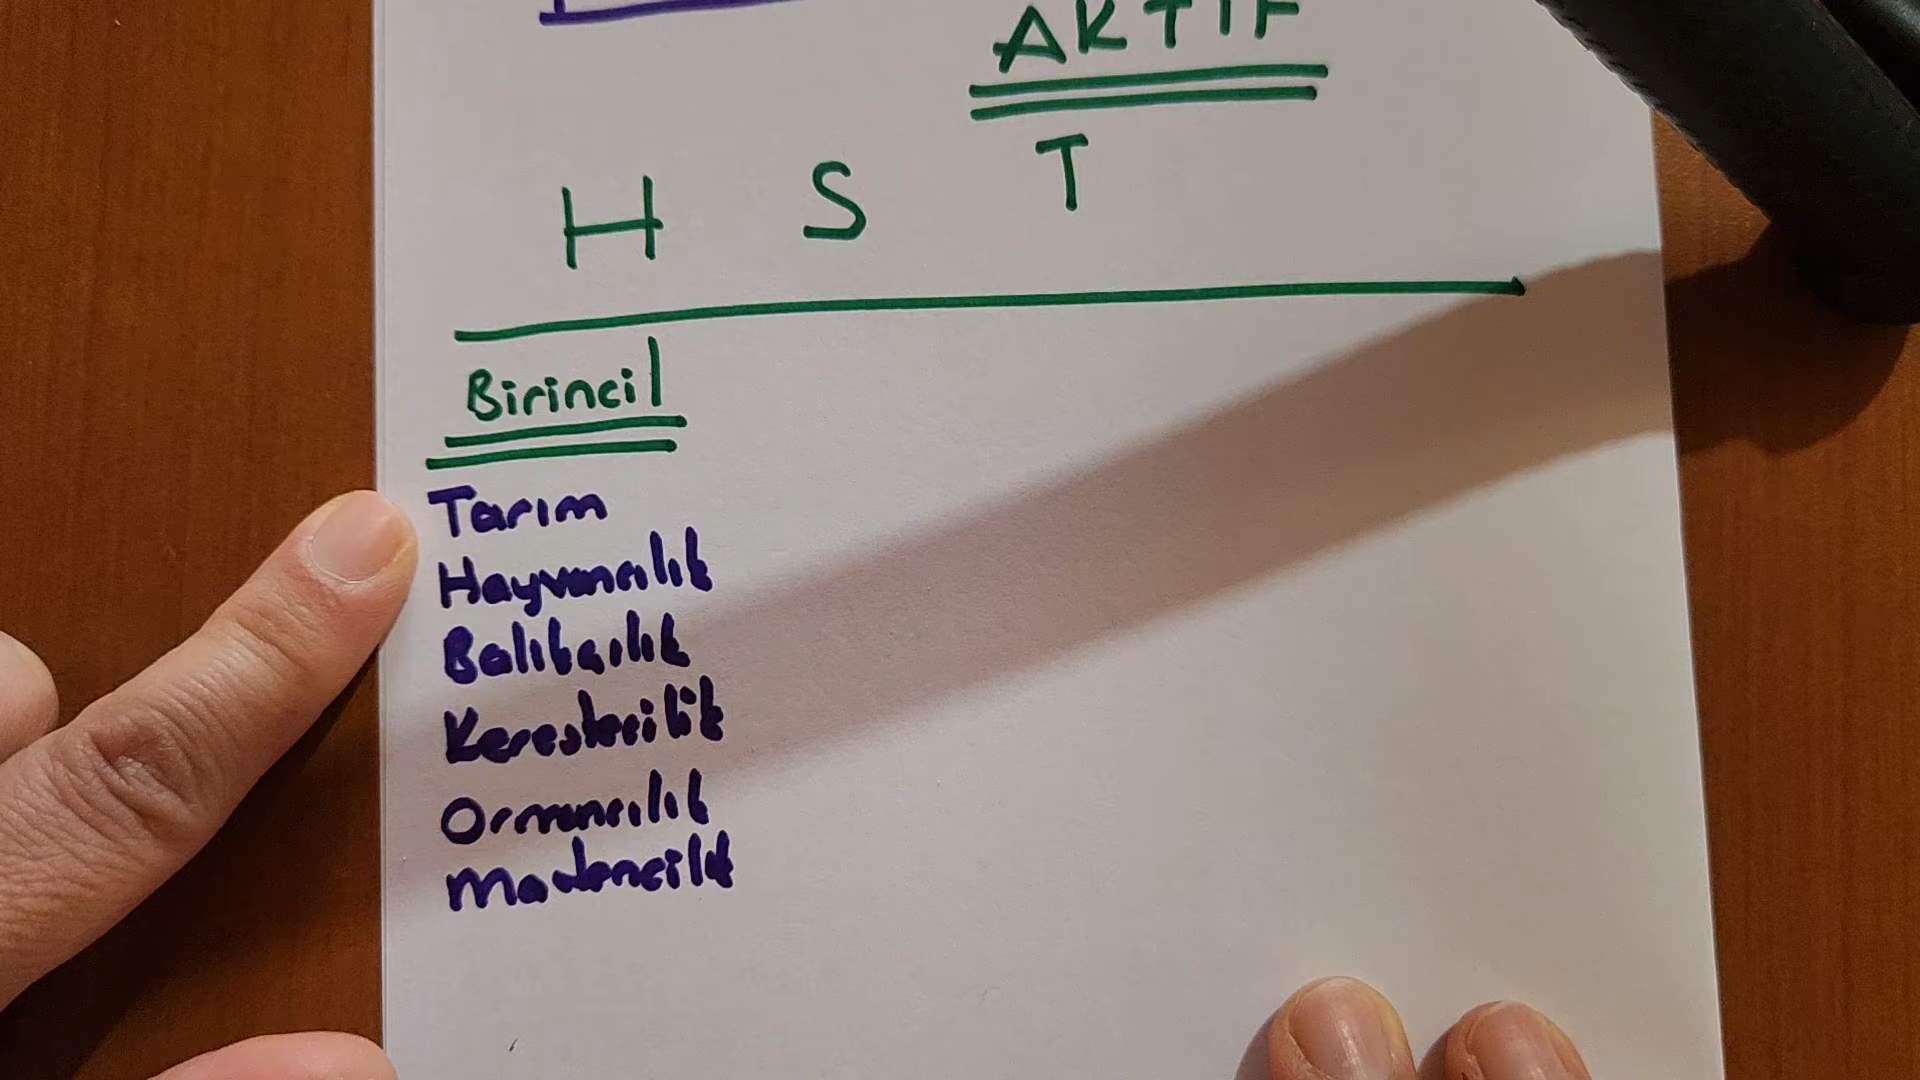 AKTİF
H S T
Birincil
Tarım
Hayvancılık
Balıkçılık
Kerestecilik
Ormancılık
Madencilik